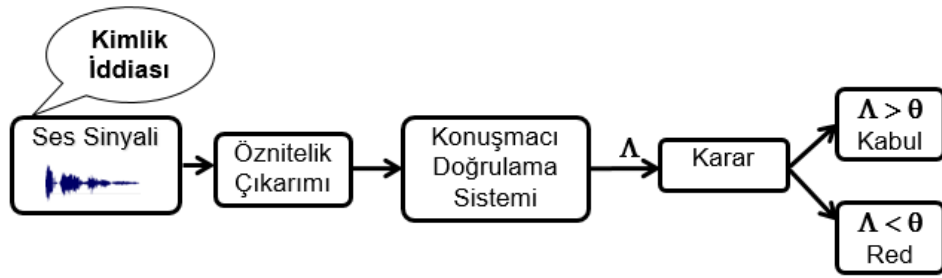 Kimlik
İddiası
Ses Sinyali
Öznitelik
Çıkarımı
Konuşmacı
Doğrulama
Sistemi
Λ
Karar
Λ > θ
Kabul
Λ < θ
Red